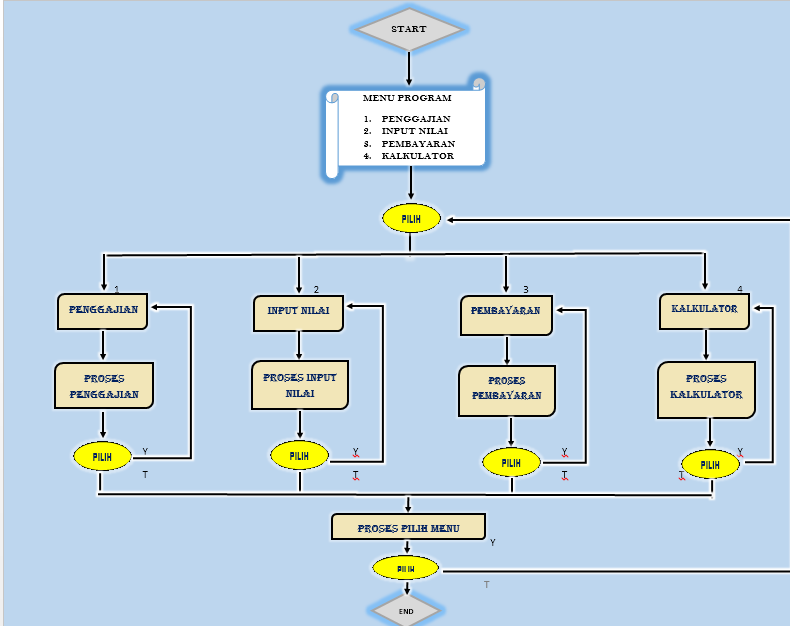 START
MENU PROGRAM
1. PENGGAJIAN
2. INPUT NILAI
3. PEMBAYARAN
4. KALKULATOR
PILIH
1
2
3
4
PENGGAJIAN
INPUT NILAI
PEMBAYARAN
KALKULATOR
PROSES
PENGGAJIAN
PROSES INPUT
NILAI
PROSES
PEMBAYARAN
PROSES
KALKULATOR
PILIH
Y
T
PILIH
Y
T
PILIH
Y
T
PILIH
Y
T
PROSES PILIH MENU
Y
PILIH
T
END